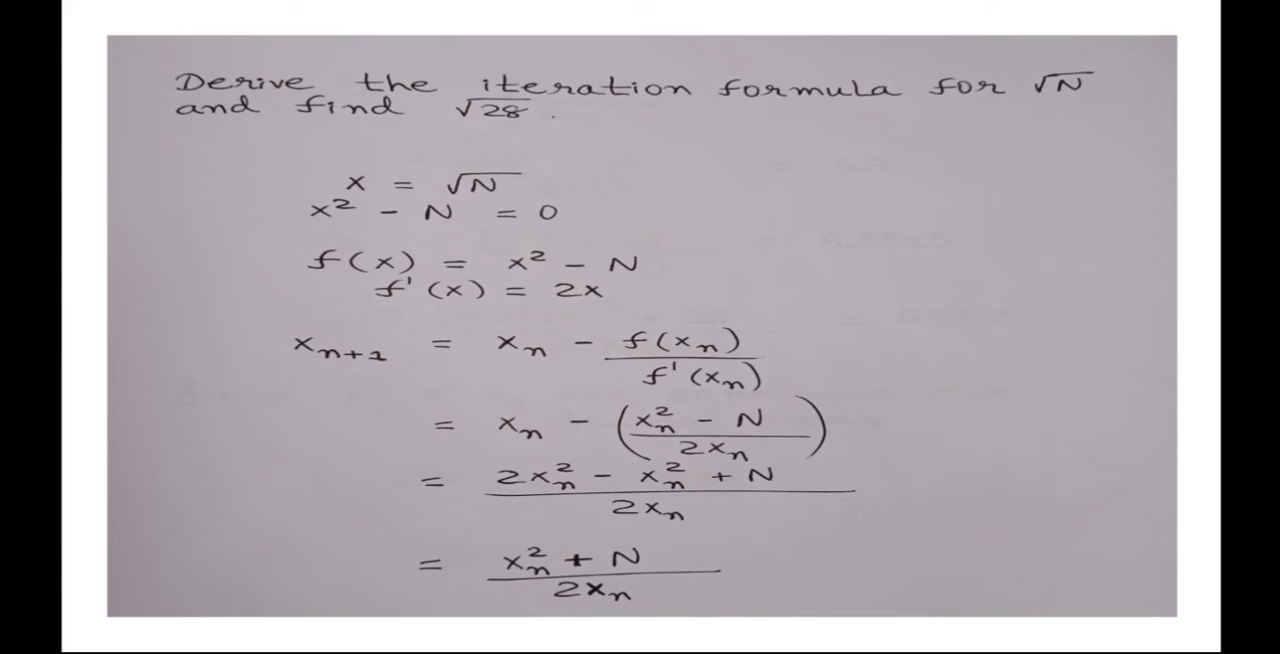 Derive the iteration formula for √N
and find √28.
x = √N
x² - N = 0
f(x) = x² - N
f'(x) = 2x
xₙ₊₁ = xₙ - f(xₙ) / f'(xₙ)
= xₙ - (xₙ² - N / 2xₙ)
= 2xₙ² - xₙ² + N / 2xₙ
= xₙ² + N / 2xₙ